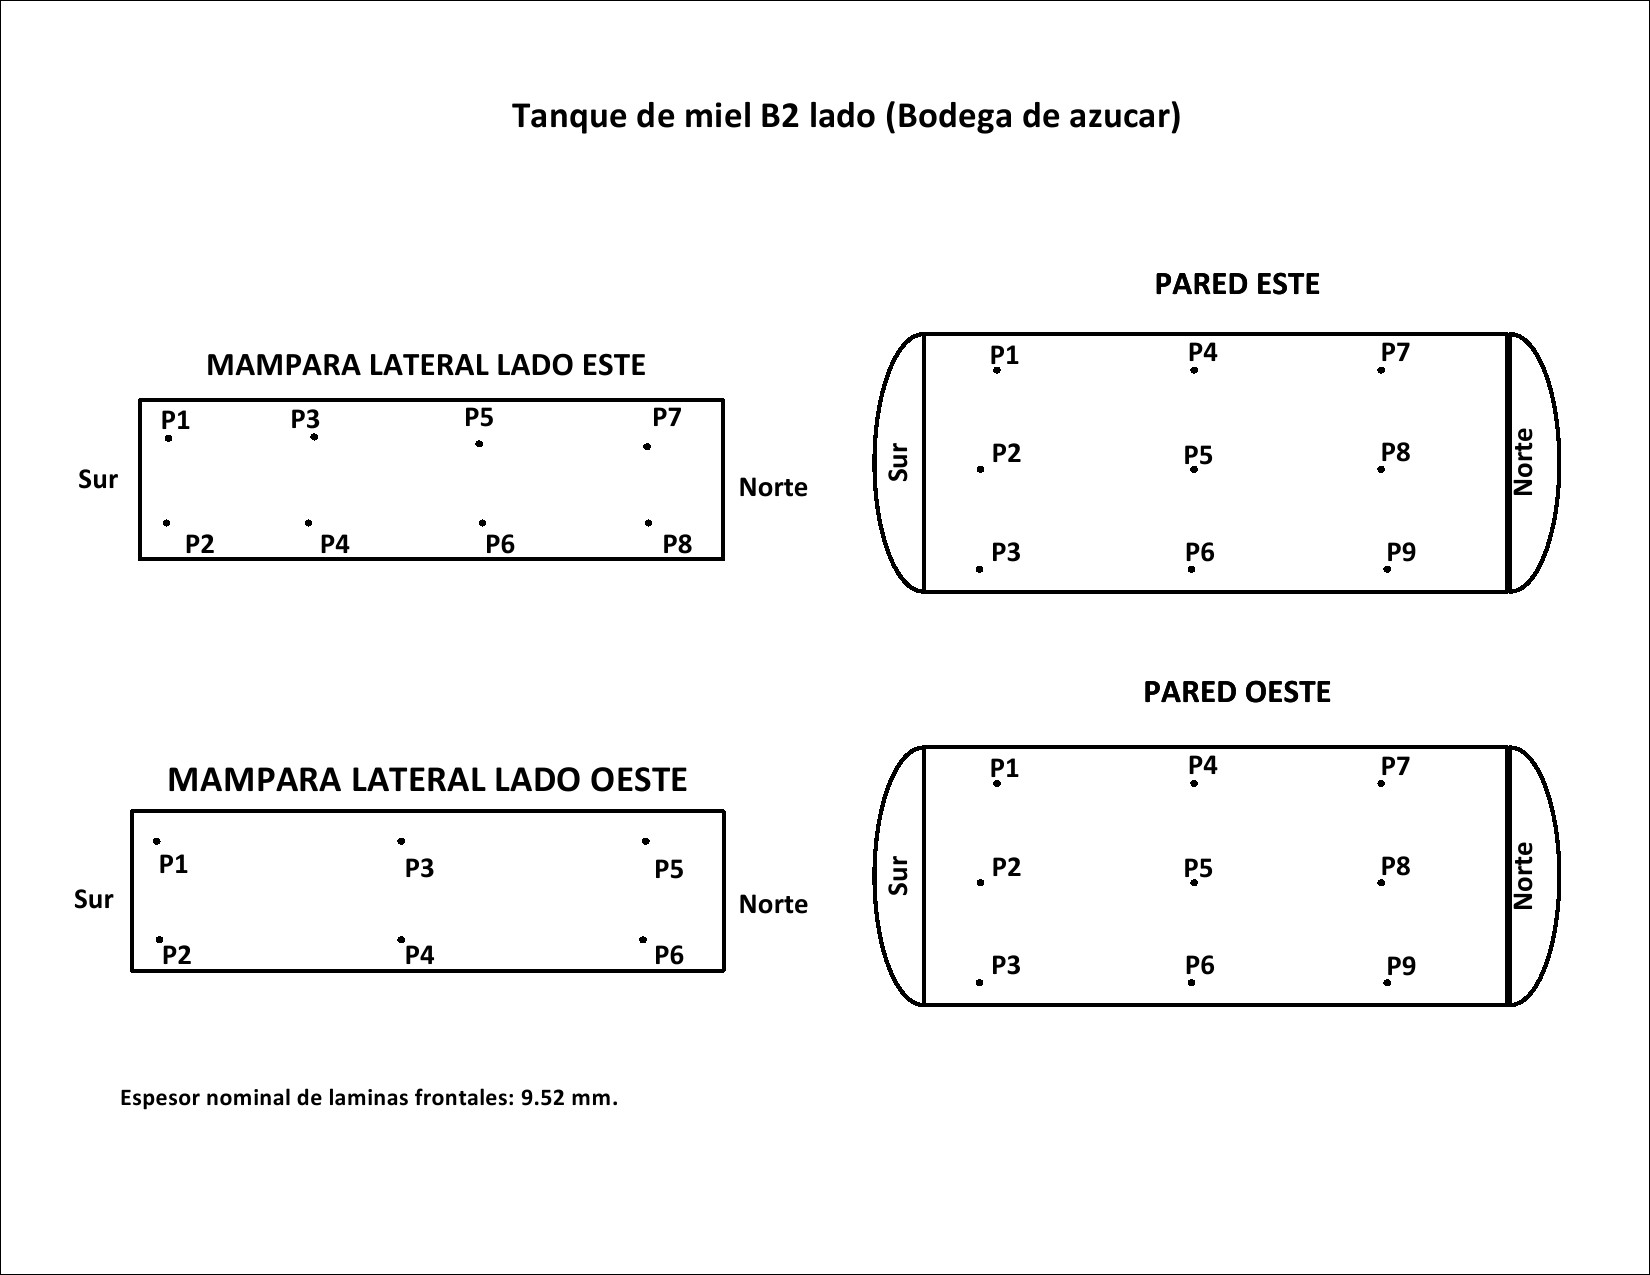 Tanque de miel B2 lado (Bodega de azucar)
MAMPARA LATERAL LADO ESTE
P1 P3 P5 P7
Sur
Norte
P2 P4 P6 P8
PARED ESTE
P1 P4 P7
Sur
P2 P5 P8
Norte
P3 P6 P9
MAMPARA LATERAL LADO OESTE
P1 P3 P5
Sur
Norte
P2 P4 P6
PARED OESTE
P1 P4 P7
Sur
P2 P5 P8
Norte
P3 P6 P9
Espesor nominal de laminas frontales: 9.52 mm.